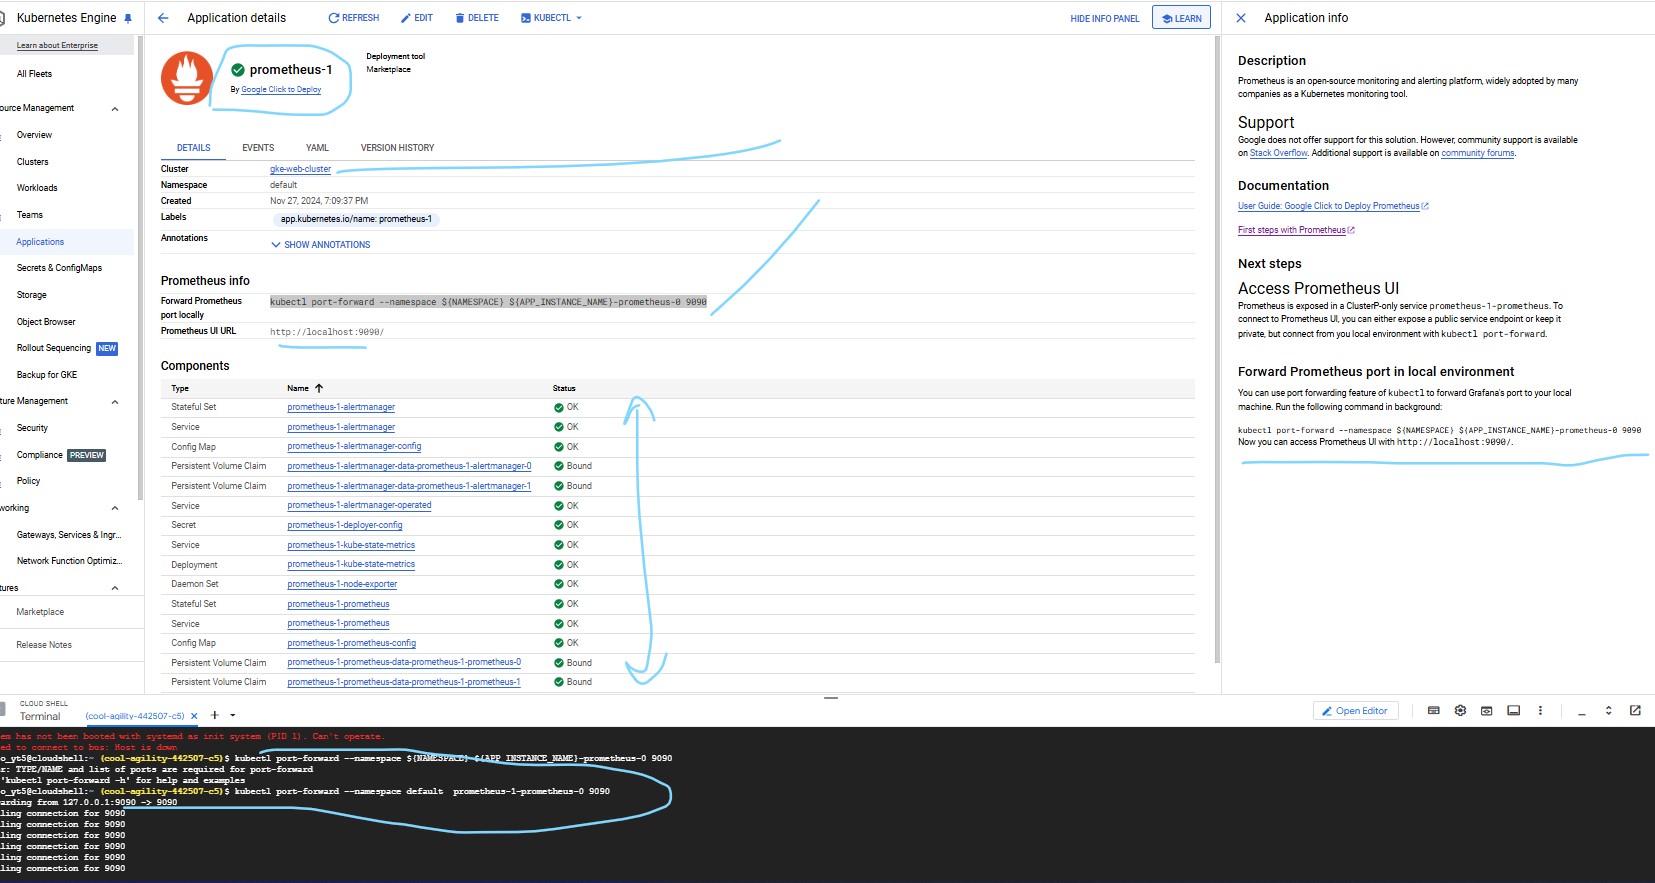 Kubernetes Engine
Learn about Enterprise
All Fleets
ource Management
Overview
Clusters
Workloads
Teams
Applications
Secrets & ConfigMaps
Storage
Object Browser
Rollout Sequencing NEW
Backup for GKE
ture Management
Security
Compliance PREVIEW
Policy
working
Gateways, Services & Ingr...
Network Function Optimiz...
tures
Marketplace
Release Notes
Application details REFRESH EDIT DELETE KUBECTL HIDE INFO PANEL LEARN
prometheus-1
By Google Click to Deploy
Deployment tool
Marketplace
DETAILS EVENTS YAML VERSION HISTORY
Cluster gke-web-cluster
Namespace default
Created Nov 27, 2024, 7:09:37 PM
Labels app.kubernetes.io/name: prometheus-1
Annotations SHOW ANNOTATIONS
Prometheus info
Forward Prometheus port locally kubectl port-forward --namespace ${NAMESPACE} ${APP_INSTANCE_NAME}-prometheus-0 9090
Prometheus UI URL http://localhost:9090/
Components
Type Name Status
Stateful Set prometheus-1-alertmanager OK
Service prometheus-1-alertmanager OK
Config Map prometheus-1-alertmanager-config OK
Persistent Volume Claim prometheus-1-alertmanager-data-prometheus-1-alertmanager-0 Bound
Persistent Volume Claim prometheus-1-alertmanager-data-prometheus-1-alertmanager-1 Bound
Service prometheus-1-alertmanager-operated OK
Secret prometheus-1-deployer-config OK
Service prometheus-1-kube-state-metrics OK
Deployment prometheus-1-kube-state-metrics OK
Daemon Set prometheus-1-node-exporter OK
Stateful Set prometheus-1-prometheus OK
Service prometheus-1-prometheus OK
Config Map prometheus-1-prometheus-config OK
Persistent Volume Claim prometheus-1-prometheus-data-prometheus-1-prometheus-0 Bound
Persistent Volume Claim prometheus-1-prometheus-data-prometheus-1-prometheus-1 Bound
Application info
Description
Prometheus is an open-source monitoring and alerting platform, widely adopted by many
companies as a Kubernetes monitoring tool.
Support
Google does not offer support for this solution. However, community support is available
on Stack Overflow. Additional support is available on community forums.
Documentation
User Guide: Google Click to Deploy Prometheus
First steps with Prometheus
Next steps
Access Prometheus UI
Prometheus is exposed in a ClusterP-only service prometheus-1-prometheus. To
connect to Prometheus UI, you can either expose a public service endpoint or keep it
private, but connect from you local environment with kubectl port-forward.
Forward Prometheus port in local environment
You can use port forwarding feature of kubectl to forward Grafana's port to your local
machine. Run the following command in background:
kubectl port-forward --namespace ${NAMESPACE} ${APP_INSTANCE_NAME}-prometheus-0 9090
Now you can access Prometheus UI with http://localhost:9090/.
CLOUD SHELL
Terminal (cool-agility-442507-c5) Open Editor
em has not been booted with systemd as init system (PID 1). Can't operate.
ed to connect to bus: Host is down
o_yt5@cloudshell:~ (cool-agility-442507-c5)$ kubectl port-forward --namespace ${NAMESPACE} ${APP_INSTANCE_NAME}-prometheus-0 9090
r: TYPE/NAME and list of ports are required for port-forward
'kubectl port-forward -h' for help and examples
o_yt5@cloudshell:~ (cool-agility-442507-c5)$ kubectl port-forward --namespace default prometheus-1-prometheus-0 9090
arding from 127.0.0.1:9090 -> 9090
ling connection for 9090
ling connection for 9090
ling connection for 9090
ling connection for 9090
ling connection for 9090
ling connection for 9090